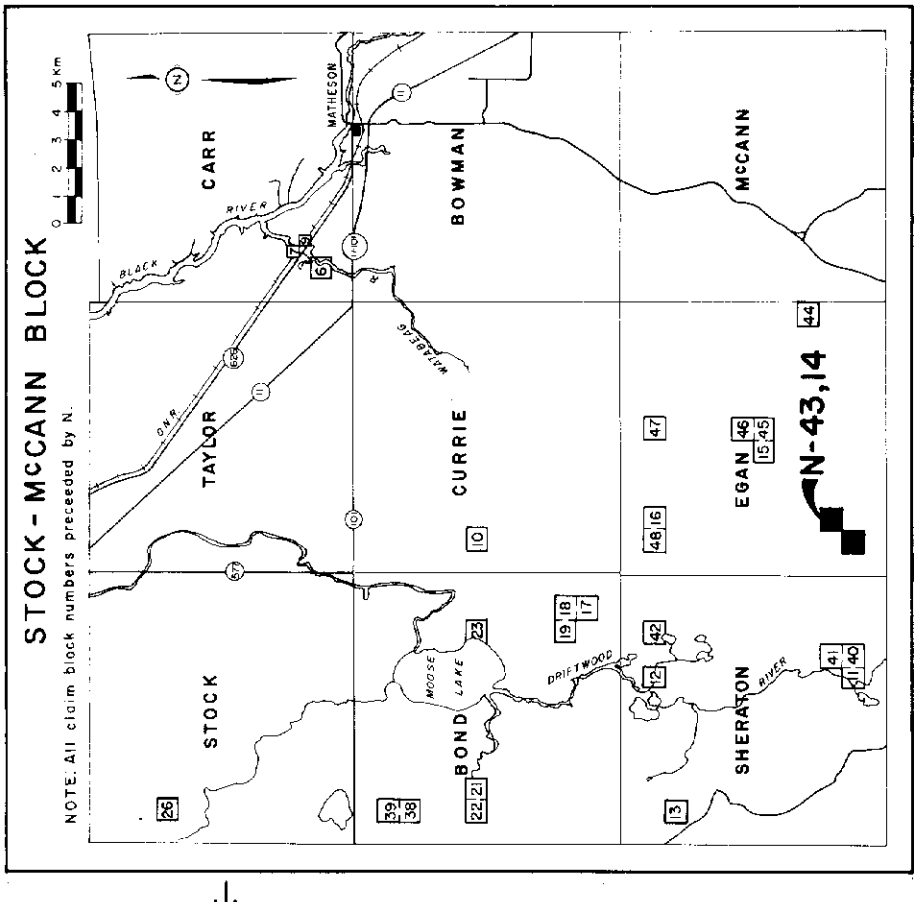 STOCK - McCANN BLOCK
NOTE: All claim block numbers preceeded by N.
0 1 2 3 4 5 Km
N
STOCK
TAYLOR
CARR
BOND
CURRIE
BOWMAN
SHERATON
EGAN
McCANN
MATHESON
BLACK RIVER
WATABEAG R.
O.N.R.
MOOSE LAKE
DRIFTWOOD RIVER
577
11
101
11
26
7
9
6
39
38
22 21
23
10
19 18
17
13
12
42
48 16
47
46
15 45
44
41
11 40
N-43,14